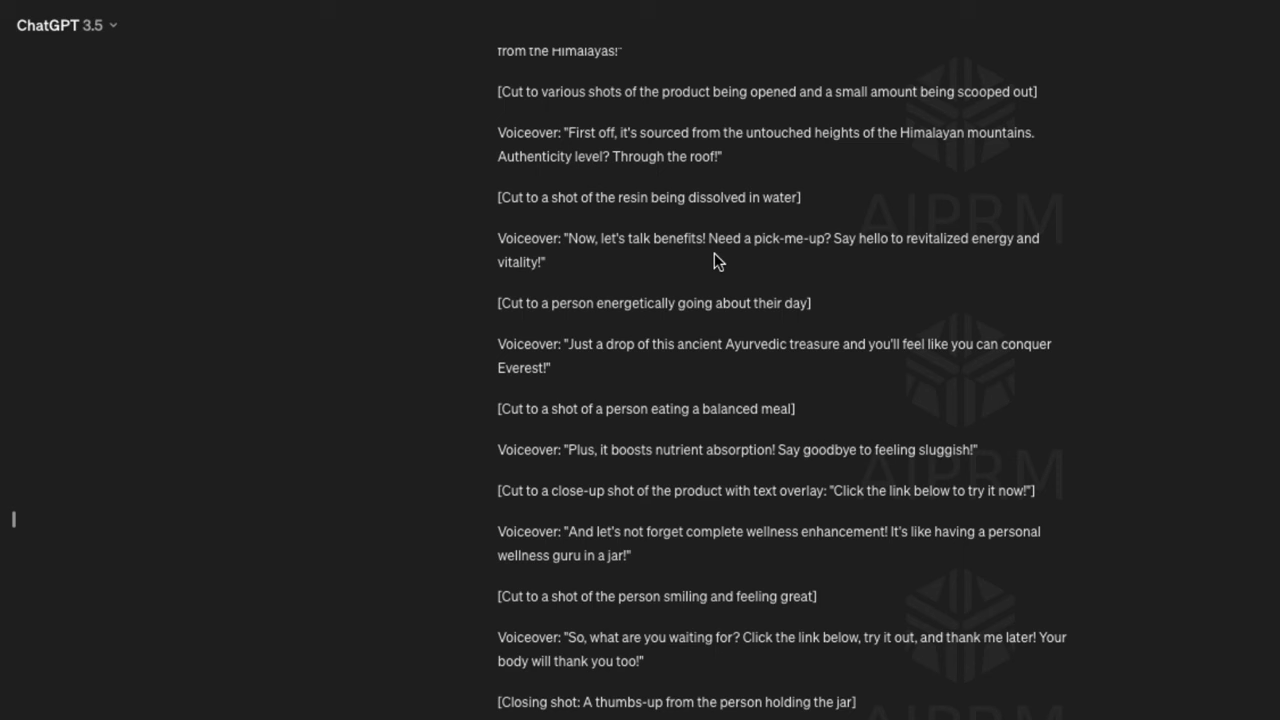 ChatGPT 3.5
from the Himalayas!"
[Cut to various shots of the product being opened and a small amount being scooped out]
Voiceover: "First off, it's sourced from the untouched heights of the Himalayan mountains.
Authenticity level? Through the roof!"
[Cut to a shot of the resin being dissolved in water]
AIPRM
Voiceover: "Now, let's talk benefits! Need a pick-me-up? Say hello to revitalized energy and
vitality!"
[Cut to a person energetically going about their day]
Voiceover: "Just a drop of this ancient Ayurvedic treasure and you'll feel like you can conquer
Everest!"
[Cut to a shot of a person eating a balanced meal]
Voiceover: "Plus, it boosts nutrient absorption! Say goodbye to feeling sluggish!"
AIPRM
[Cut to a close-up shot of the product with text overlay: "Click the link below to try it now!"]
Voiceover: "And let's not forget complete wellness enhancement! It's like having a personal
wellness guru in a jar!"
[Cut to a shot of the person smiling and feeling great]
Voiceover: "So, what are you waiting for? Click the link below, try it out, and thank me later! Your
body will thank you too!"
[Closing shot: A thumbs-up from the person holding the jar]